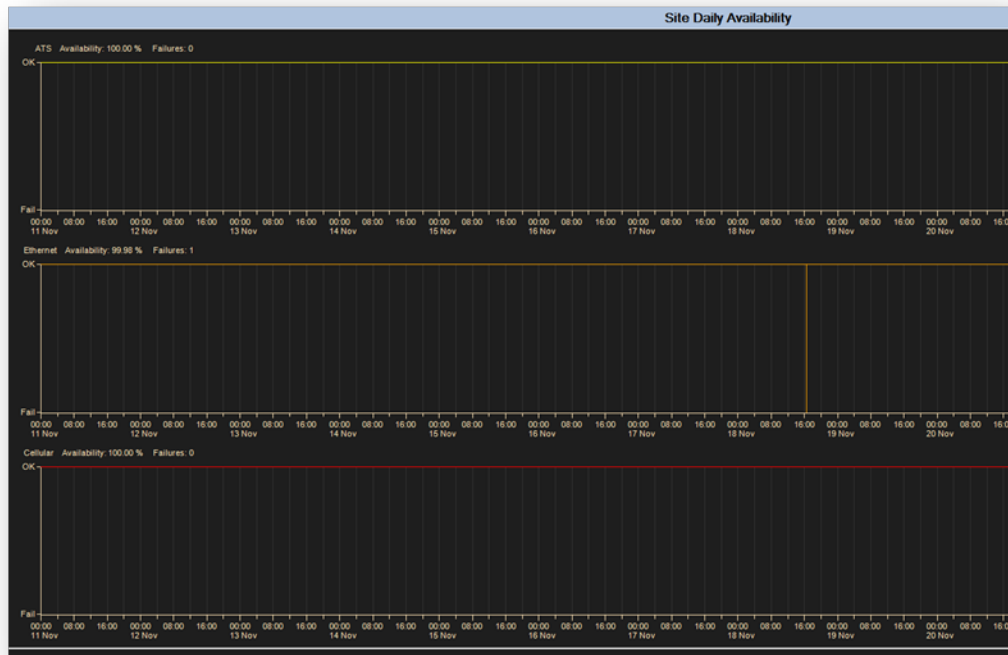 Site Daily Availability
ATS Availability: 100.00 % Failures: 0
OK
Fail
00:00 08:00 16:00 00:00 08:00 16:00 00:00 08:00 16:00 00:00 08:00 16:00 00:00 08:00 16:00 00:00 08:00 16:00 00:00 08:00 16:00 00:00 08:00 16:00 00:00 08:00 16:00 00:00 08:00 16:0
11 Nov 12 Nov 13 Nov 14 Nov 15 Nov 16 Nov 17 Nov 18 Nov 19 Nov 20 Nov
Ethernet Availability: 99.98 % Failures: 1
OK
Fail
00:00 08:00 16:00 00:00 08:00 16:00 00:00 08:00 16:00 00:00 08:00 16:00 00:00 08:00 16:00 00:00 08:00 16:00 00:00 08:00 16:00 00:00 08:00 16:00 00:00 08:00 16:00 00:00 08:00 16:0
11 Nov 12 Nov 13 Nov 14 Nov 15 Nov 16 Nov 17 Nov 18 Nov 19 Nov 20 Nov
Cellular Availability: 100.00 % Failures: 0
OK
Fail
00:00 08:00 16:00 00:00 08:00 16:00 00:00 08:00 16:00 00:00 08:00 16:00 00:00 08:00 16:00 00:00 08:00 16:00 00:00 08:00 16:00 00:00 08:00 16:00 00:00 08:00 16:00 00:00 08:00 16:0
11 Nov 12 Nov 13 Nov 14 Nov 15 Nov 16 Nov 17 Nov 18 Nov 19 Nov 20 Nov